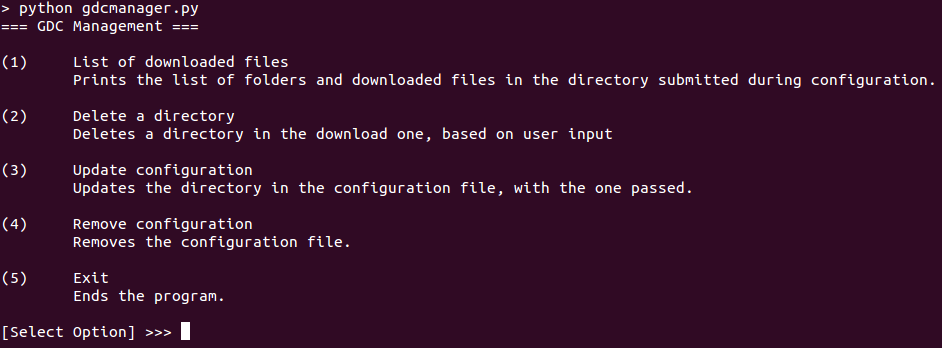 > python gdcmanager.py
=== GDC Management ===
(1) List of downloaded files
Prints the list of folders and downloaded files in the directory submitted during configuration.
(2) Delete a directory
Deletes a directory in the download one, based on user input
(3) Update configuration
Updates the directory in the configuration file, with the one passed.
(4) Remove configuration
Removes the configuration file.
(5) Exit
Ends the program.
[Select Option] >>>